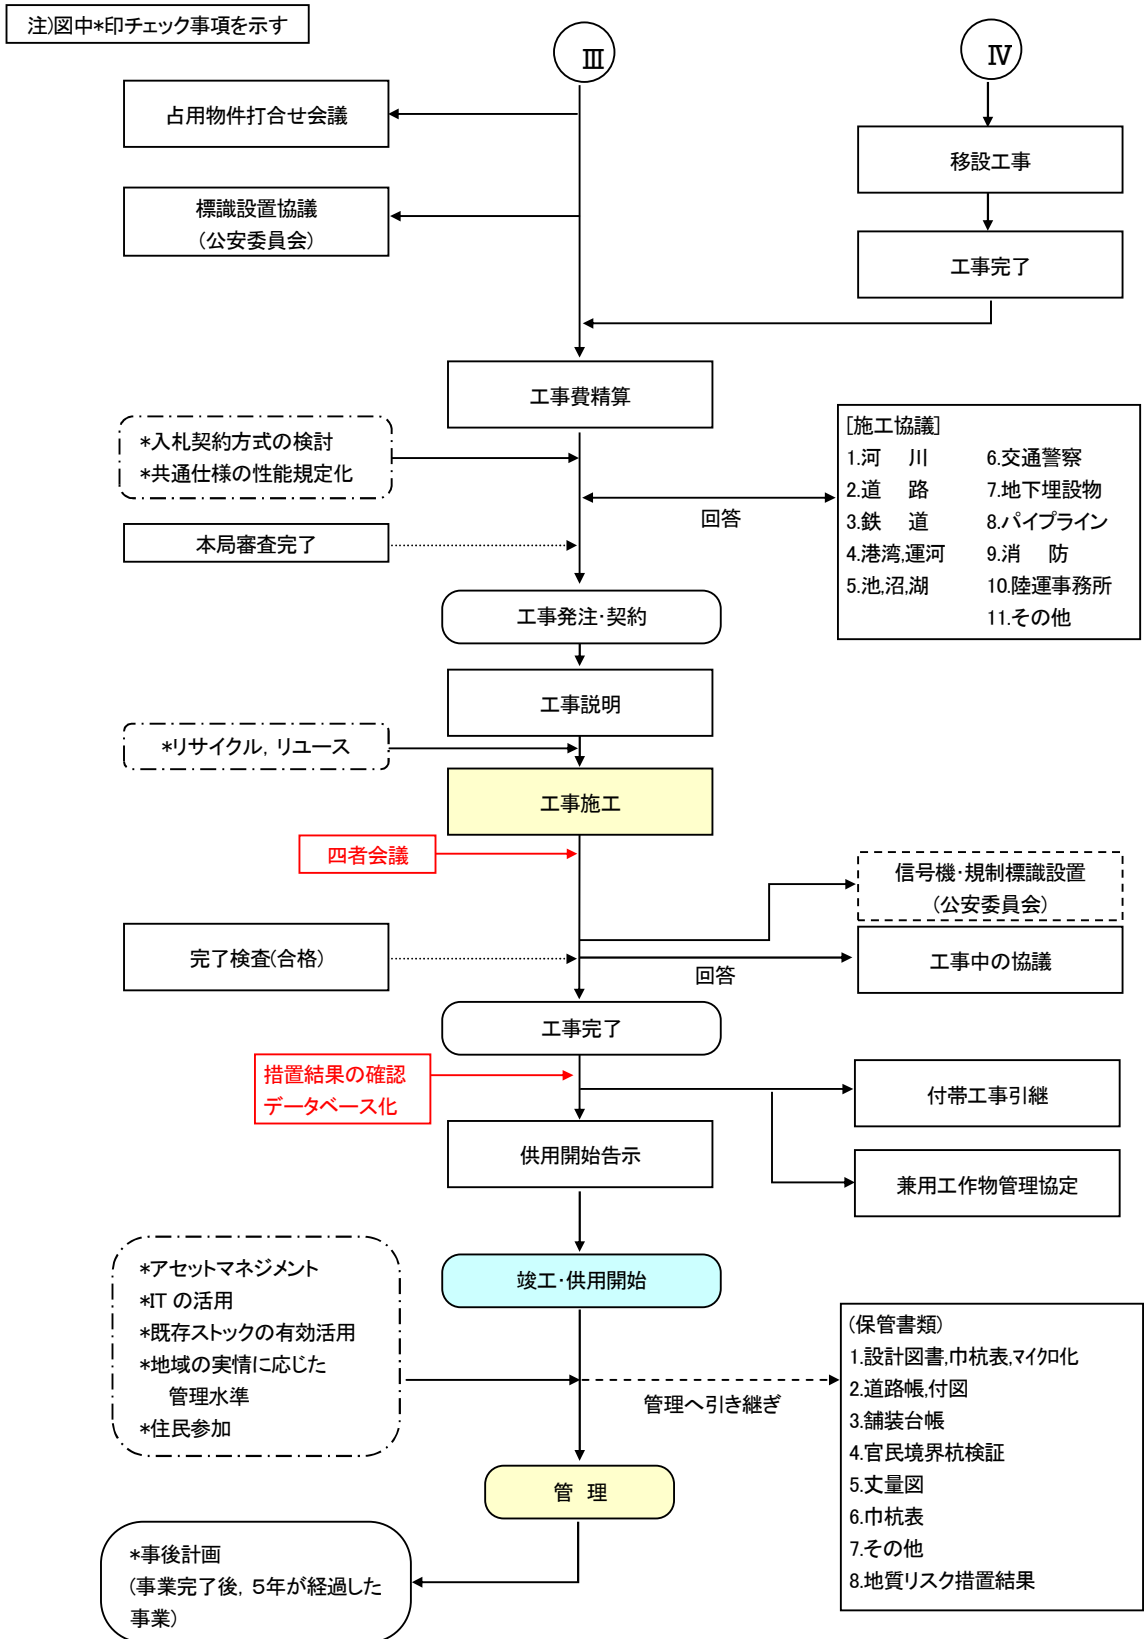 注)図中*印チェック事項を示す
Ⅲ
Ⅳ
占用物件打合せ会議
移設工事
標識設置協議
(公安委員会)
工事完了
工事費精算
*入札契約方式の検討
*共通仕様の性能規定化
[施工協議]
1.河　川
2.道　路
3.鉄　道
4.港湾,運河
5.池,沼,湖
6.交通警察
7.地下埋設物
8.パイプライン
9.消　防
10.陸運事務所
11.その他
回答
本局審査完了
工事発注・契約
工事説明
*リサイクル, リユース
工事施工
四者会議
信号機・規制標識設置
(公安委員会)
完了検査(合格)
回答
工事中の協議
工事完了
措置結果の確認
データベース化
付帯工事引継
供用開始告示
兼用工作物管理協定
*アセットマネジメント
*IT の活用
*既存ストックの有効活用
*地域の実情に応じた
管理水準
*住民参加
竣工・供用開始
管理へ引き継ぎ
(保管書類)
1.設計図書,巾杭表,マイクロ化
2.道路帳,付図
3.舗装台帳
4.官民境界杭検証
5.丈量図
6.巾杭表
7.その他
8.地質リスク措置結果
管　理
*事後計画
(事業完了後, 5年が経過した
事業)